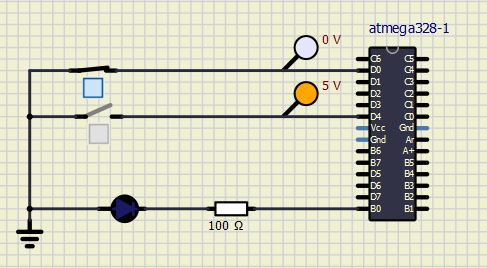 atmega328-1
0 V
5 V
C6 C5
D0 C4
D1 C3
D2 C2
D3 C1
D4 C0
Vcc Gnd
Gnd Ar
B6 A+
B7 B5
D5 B4
D6 B3
D7 B2
B0 B1
100 Ω